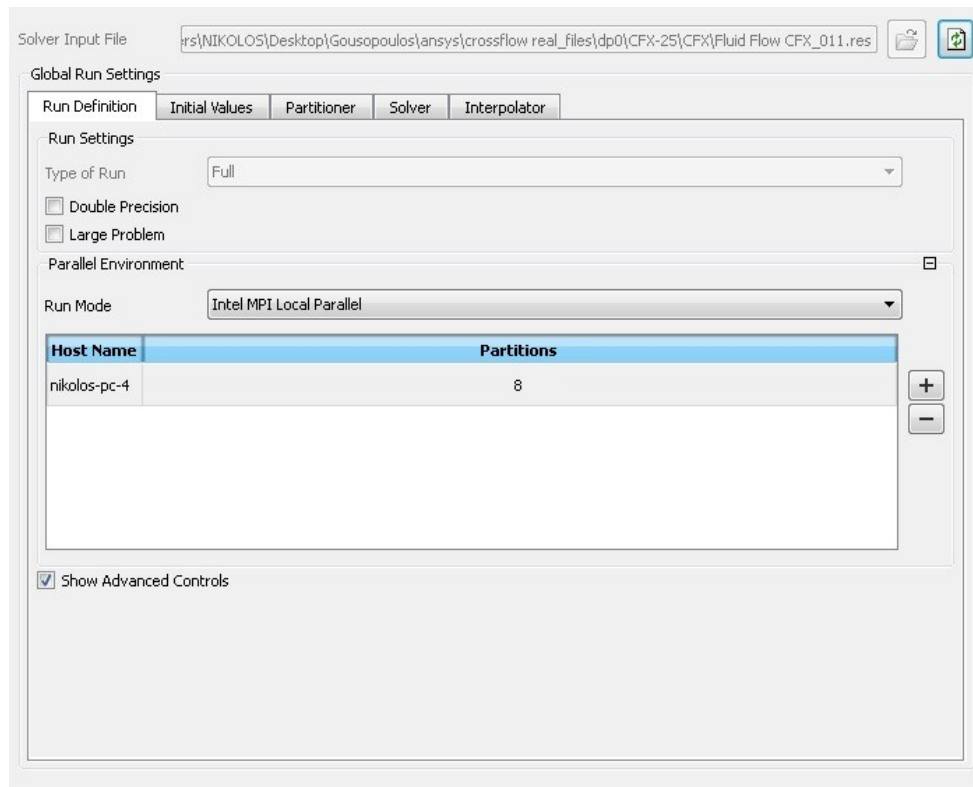 Solver Input File
ers\NIKOLOS\Desktop\Gousopoulos\ansys\crossflow real_files\dp0\CFX-25\CFX\Fluid Flow CFX_011.res
Global Run Settings
Run Definition
Initial Values
Partitioner
Solver
Interpolator
Run Settings
Type of Run
Full
Double Precision
Large Problem
Parallel Environment
Run Mode
Intel MPI Local Parallel
Host Name
Partitions
nikolos-pc-4
8
Show Advanced Controls